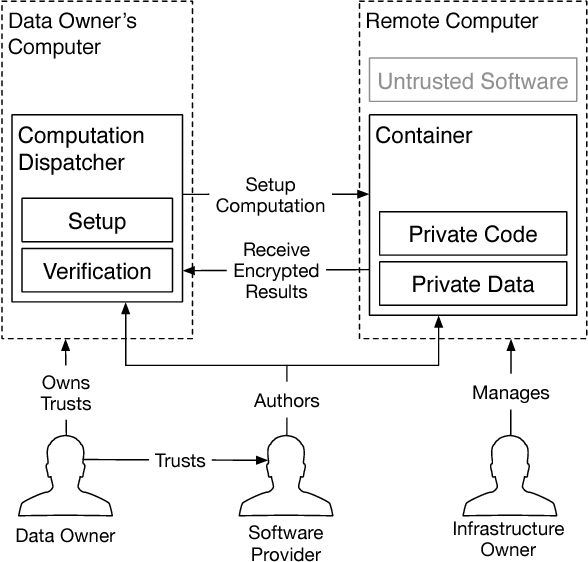 Data Owner's
Computer
Remote Computer
Untrusted Software
Computation
Dispatcher
Container
Setup
Verification
Setup
Computation
Receive
Encrypted
Results
Private Code
Private Data
Owns
Trusts
Authors
Manages
Trusts
Data Owner
Software
Provider
Infrastructure
Owner